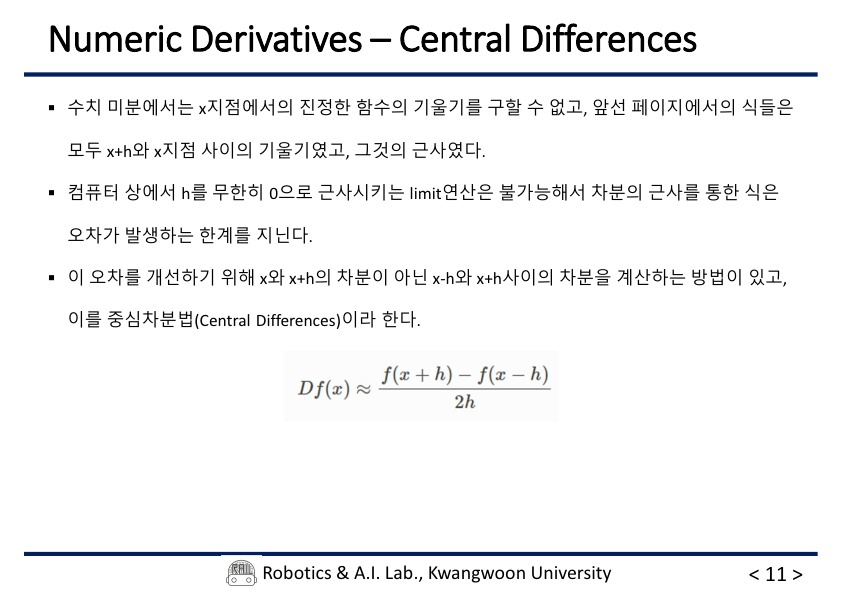 Numeric Derivatives – Central Differences
▪ 수치 미분에서는 x지점에서의 진정한 함수의 기울기를 구할 수 없고, 앞선 페이지에서의 식들은
모두 x+h와 x지점 사이의 기울기였고, 그것의 근사였다.
▪ 컴퓨터 상에서 h를 무한히 0으로 근사시키는 limit연산은 불가능해서 차분의 근사를 통한 식은
오차가 발생하는 한계를 지닌다.
▪ 이 오차를 개선하기 위해 x와 x+h의 차분이 아닌 x-h와 x+h사이의 차분을 계산하는 방법이 있고,
이를 중심차분법(Central Differences)이라 한다.
Df(x) ≈ \frac{f(x + h) − f(x − h)}{2h}
RAIL Robotics & A.I. Lab., Kwangwoon University < 11 >